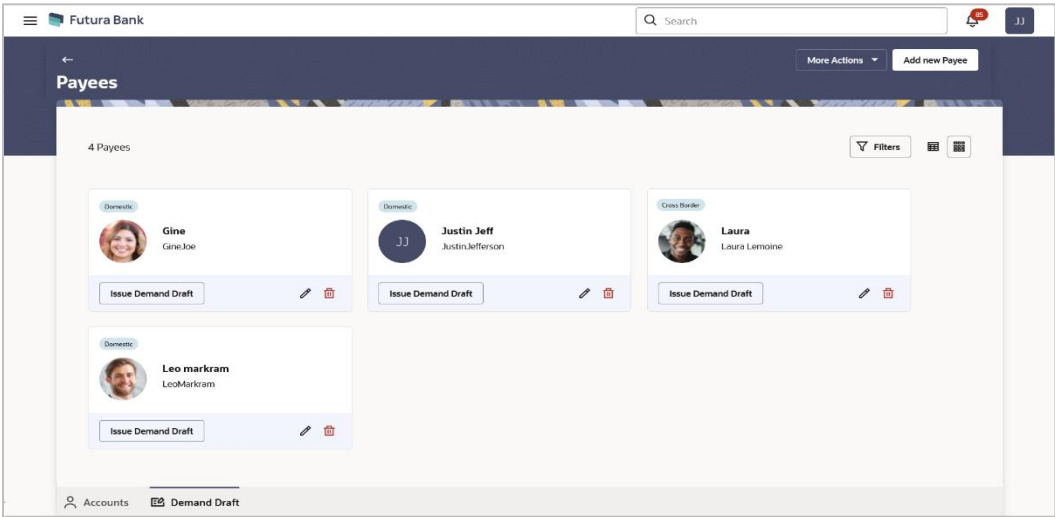 Futura Bank
Search
85
JJ
More Actions
Add new Payee
Payees
4 Payees
Filters
Domestic
Gine
GineJoe
Issue Demand Draft
Domestic
JJ
Justin Jeff
JustinJefferson
Issue Demand Draft
Cross Border
Laura
Laura Lemoine
Issue Demand Draft
Domestic
Leo markram
LeoMarkram
Issue Demand Draft
Accounts
Demand Draft